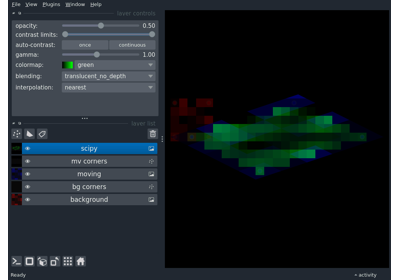 File View Plugins Window Help
layer controls
opacity: 0.50
contrast limits:
auto-contrast: once continuous
gamma: 1.00
colormap: green
blending: translucent_no_depth
interpolation: nearest
layer list
scipy
mv corners
moving
bg corners
background
Ready
activity